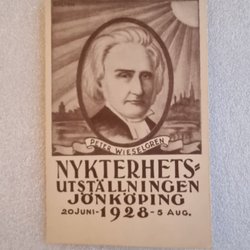 PETER WIESELGREN
NYKTERHETS-
UTSTÄLLNINGEN
JÖNKÖPING
20 JUNI - 1928 - 5 AUG.